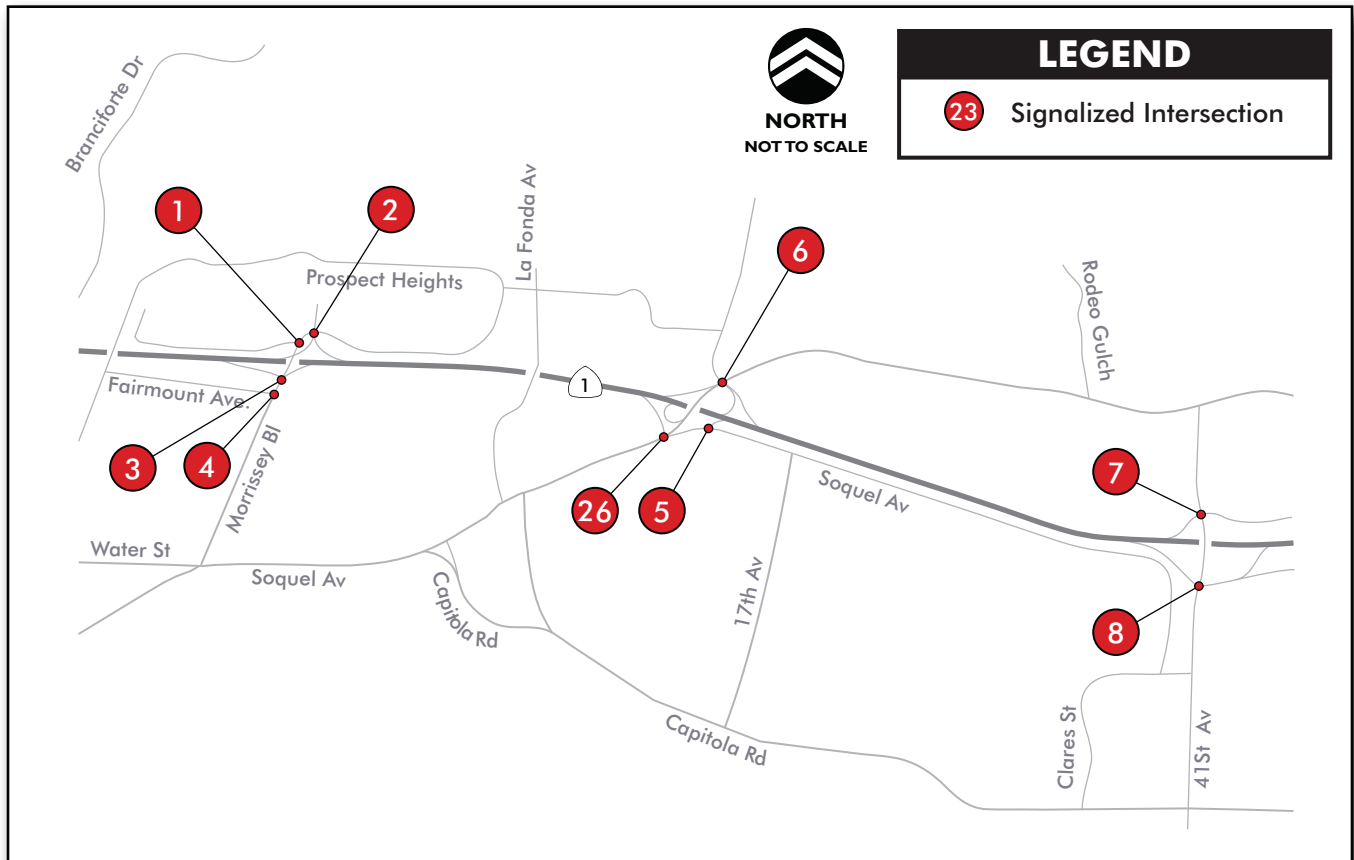 LEGEND
23 Signalized Intersection
NORTH
NOT TO SCALE
Branciforte Dr
1
2
La Fonda Av
6
Prospect Heights
Rodeo Gulch
1
Fairmount Ave.
3
4
Morrissey Bl
26
5
Soquel Av
7
Water St
Soquel Av
Capitola Rd
17th Av
8
Capitola Rd
Clares St
41St Av